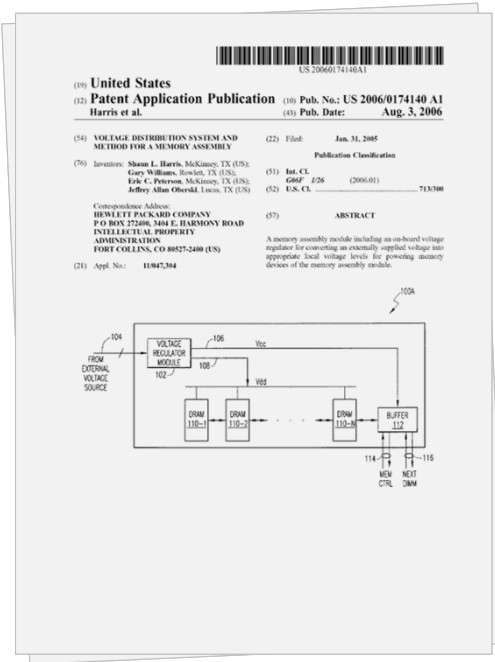 US 20060174140A1
(19) United States
(12) Patent Application Publication (10) Pub. No.: US 2006/0174140 A1
Harris et al. (43) Pub. Date: Aug. 3, 2006
(54) VOLTAGE DISTRIBUTION SYSTEM AND
METHOD FOR A MEMORY ASSEMBLY
(76) Inventors: Shaun L. Harris, McKinney, TX (US);
Gary Williams, Rowlett, TX (US);
Eric C. Peterson, McKinney, TX (US);
Jeffrey Allan Oberski, Lucas, TX (US)
Correspondence Address:
HEWLETT PACKARD COMPANY
P O BOX 272400, 3404 E. HARMONY ROAD
INTELLECTUAL PROPERTY
ADMINISTRATION
FORT COLLINS, CO 80527-2400 (US)
(21) Appl. No.: 11/047,304
(22) Filed: Jan. 31, 2005
Publication Classification
(51) Int. Cl.
G06F 1/26 (2006.01)
(52) U.S. Cl. 713/300
(57) ABSTRACT
A memory assembly module including an on-board voltage
regulator for converting an externally supplied voltage into
appropriate local voltage levels for powering memory
devices of the memory assembly module.
100A
104
FROM
EXTERNAL
VOLTAGE
SOURCE
VOLTAGE
REGULATOR
MODULE
102
106
Vcc
108
Vdd
DRAM
110-1
DRAM
110-2
. . . . .
DRAM
110-N
BUFFER
112
114
116
MEM
CTRL
NEXT
DIMM